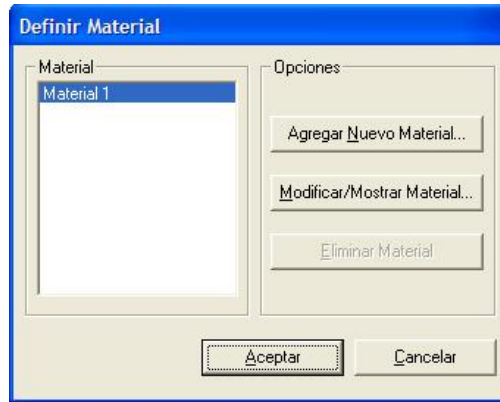 Definir Material
Material
Material 1
Opciones
Agregar Nuevo Material...
Modificar/Mostrar Material...
Eliminar Material
Aceptar
Cancelar